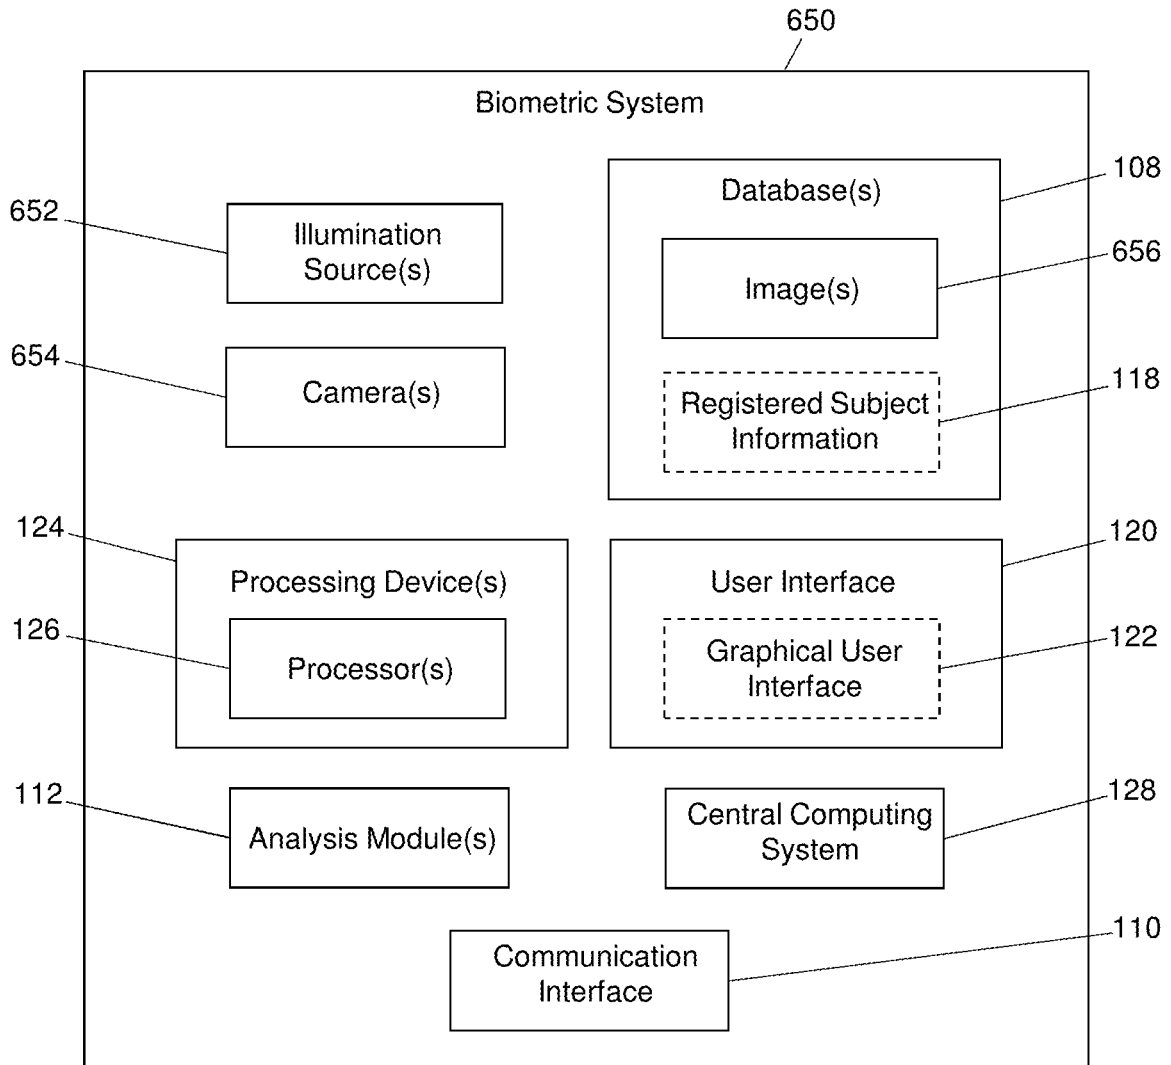 650
Biometric System
108
Database(s)
652
Illumination
Source(s)
656
Image(s)
654
Camera(s)
118
Registered Subject
Information
124
Processing Device(s)
120
User Interface
126
Processor(s)
122
Graphical User
Interface
112
Analysis Module(s)
128
Central Computing
System
110
Communication
Interface